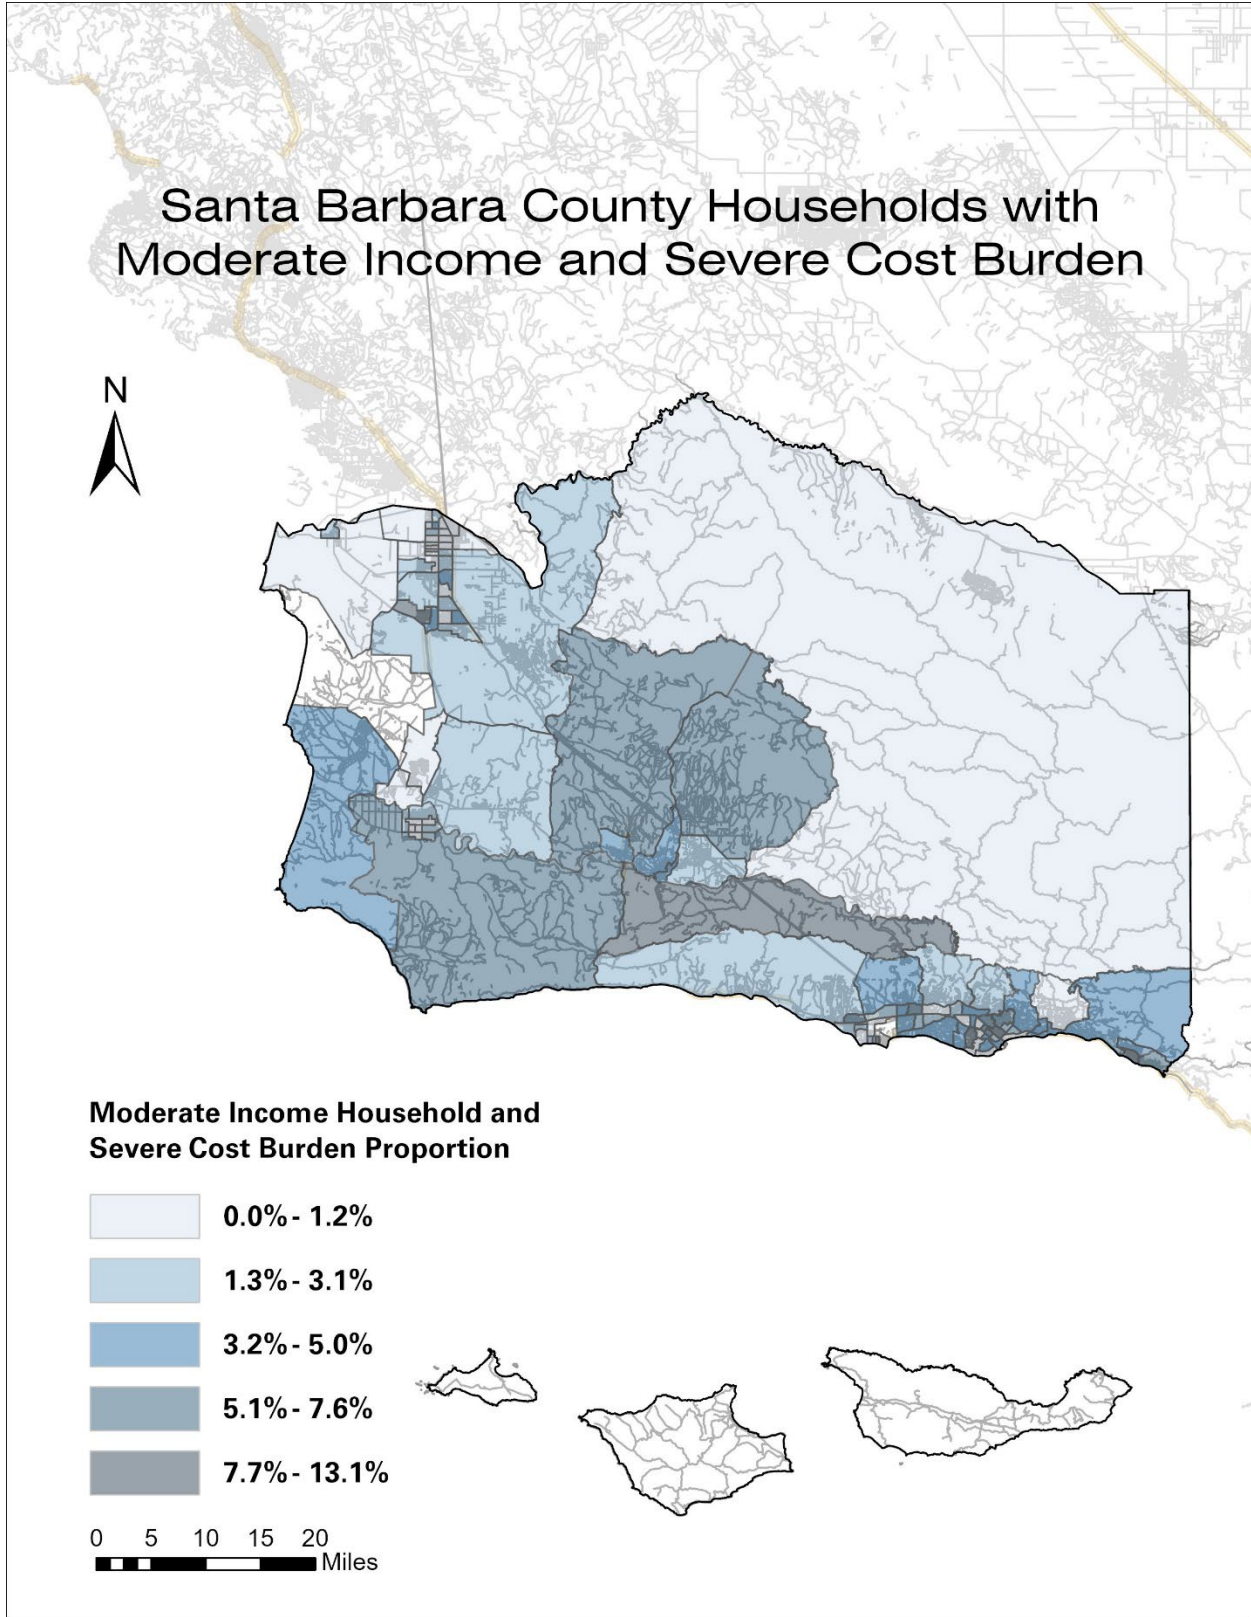 Santa Barbara County Households with
Moderate Income and Severe Cost Burden
N
Moderate Income Household and
Severe Cost Burden Proportion
0.0% - 1.2%
1.3% - 3.1%
3.2% - 5.0%
5.1% - 7.6%
7.7% - 13.1%
0 5 10 15 20
Miles